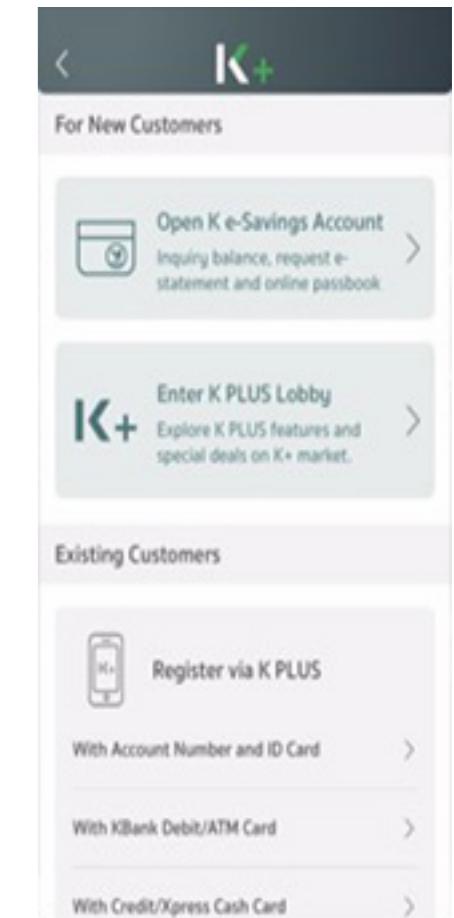 K+
For New Customers
Open K e-Savings Account
Inquiry balance, request e-
statement and online passbook
K+
Enter K PLUS Lobby
Explore K PLUS features and
special deals on K+ market.
Existing Customers
K+
Register via K PLUS
With Account Number and ID Card
With KBank Debit/ATM Card
With Credit/Xpress Cash Card